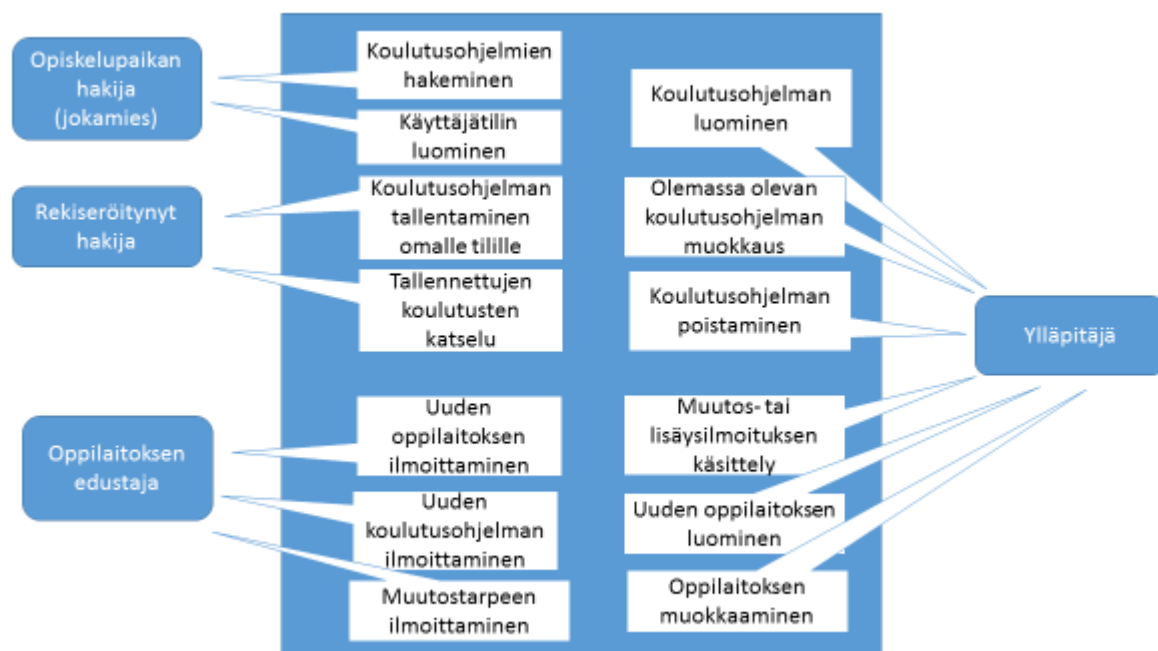 Opiskelupaikan
hakija
(jokamies)
Koulutusohjelmien
hakeminen
Käyttäjätilin
luominen
Rekiseröitynyt
hakija
Koulutusohjelman
tallentaminen
omalle tilille
Tallennettujen
koulutusten
katselu
Oppilaitoksen
edustaja
Uuden
oppilaitoksen
ilmoittaminen
Uuden
koulutusohjelman
ilmoittaminen
Muutostarpeen
ilmoittaminen
Koulutusohjelman
luominen
Olemassa olevan
koulutusohjelman
muokkaus
Koulutusohjelman
poistaminen
Muutos- tai
lisäysilmoituksen
käsittely
Uuden oppilaitoksen
luominen
Oppilaitoksen
muokkaaminen
Ylläpitäjä